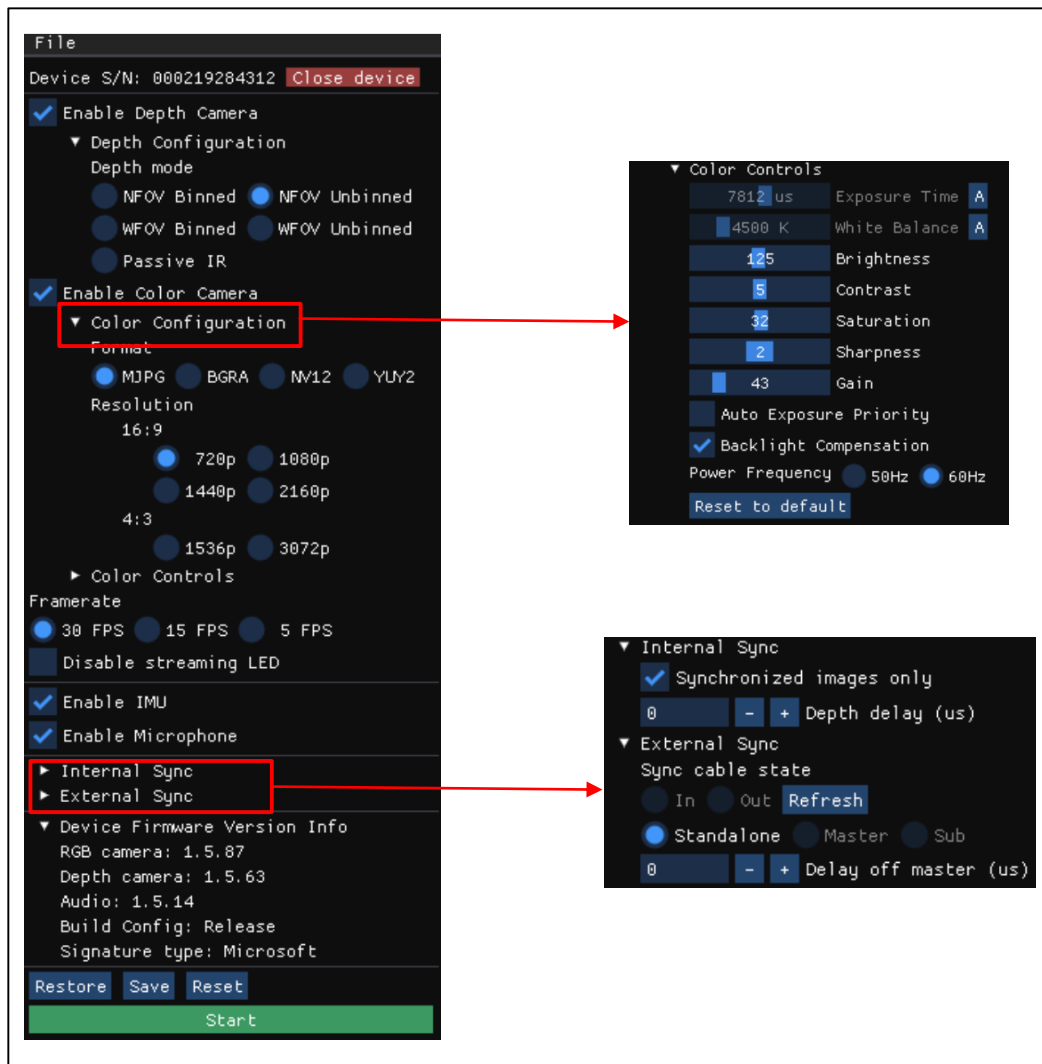 File
Device S/N: 000219284312 Close device
Enable Depth Camera
Depth Configuration
Depth mode
NFOV Binned NFOV Unbinned
WFOV Binned WFOV Unbinned
Passive IR
Enable Color Camera
Color Configuration
Format
MJPG BGRA NV12 YUY2
Resolution
16:9
720p 1080p
1440p 2160p
4:3
1536p 3072p
Color Controls
Framerate
30 FPS 15 FPS 5 FPS
Disable streaming LED
Enable IMU
Enable Microphone
Internal Sync
External Sync
Device Firmware Version Info
RGB camera: 1.5.87
Depth camera: 1.5.63
Audio: 1.5.14
Build Config: Release
Signature type: Microsoft
Restore Save Reset
Start
Color Controls
7812 us Exposure Time A
4500 K White Balance A
125 Brightness
5 Contrast
32 Saturation
2 Sharpness
43 Gain
Auto Exposure Priority
Backlight Compensation
Power Frequency 50Hz 60Hz
Reset to default
Internal Sync
Synchronized images only
0 - + Depth delay (us)
External Sync
Sync cable state
In Out Refresh
Standalone Master Sub
0 - + Delay off master (us)